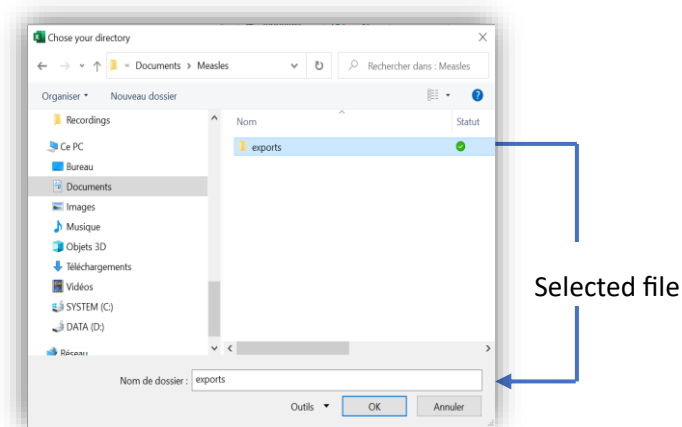 Chose your directory
« Documents › Measles
Rechercher dans : Measles
Organiser
Nouveau dossier
Recordings
Ce PC
Bureau
Documents
Images
Musique
Objets 3D
Téléchargements
Vidéos
SYSTEM (C:)
DATA (D:)
Réseau
Nom
Statut
exports
Selected file
Nom de dossier : exports
Outils
OK
Annuler